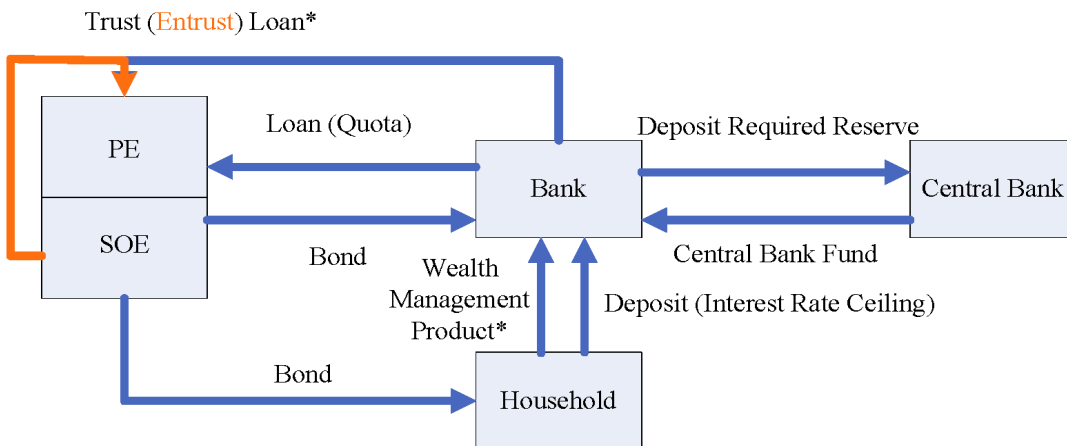 Trust (Entrust) Loan*
PE
SOE
Loan (Quota)
Bond
Bank
Deposit Required Reserve
Central Bank
Central Bank Fund
Wealth
Management
Product*
Deposit (Interest Rate Ceiling)
Bond
Household